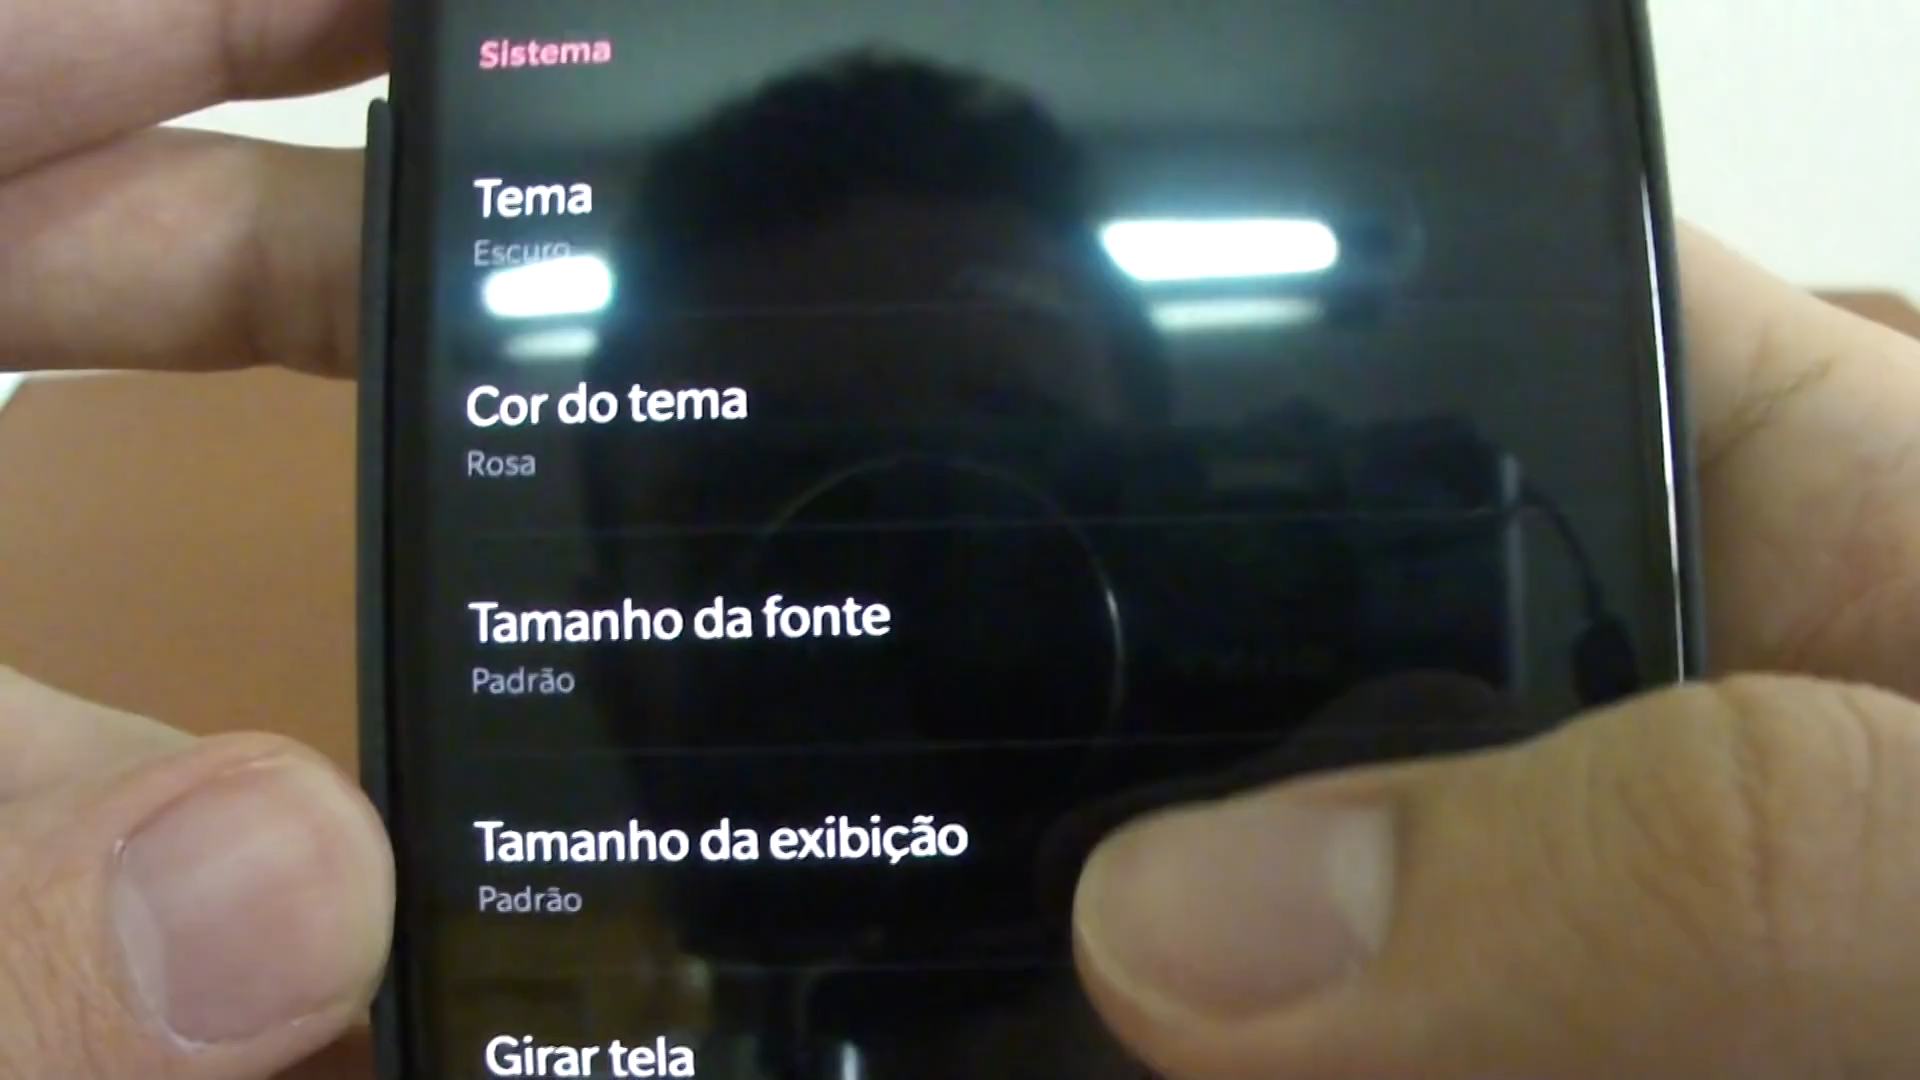 Sistema
Tema
Escuro
Cor do tema
Rosa
Tamanho da fonte
Padrão
Tamanho da exibição
Padrão
Girar tela